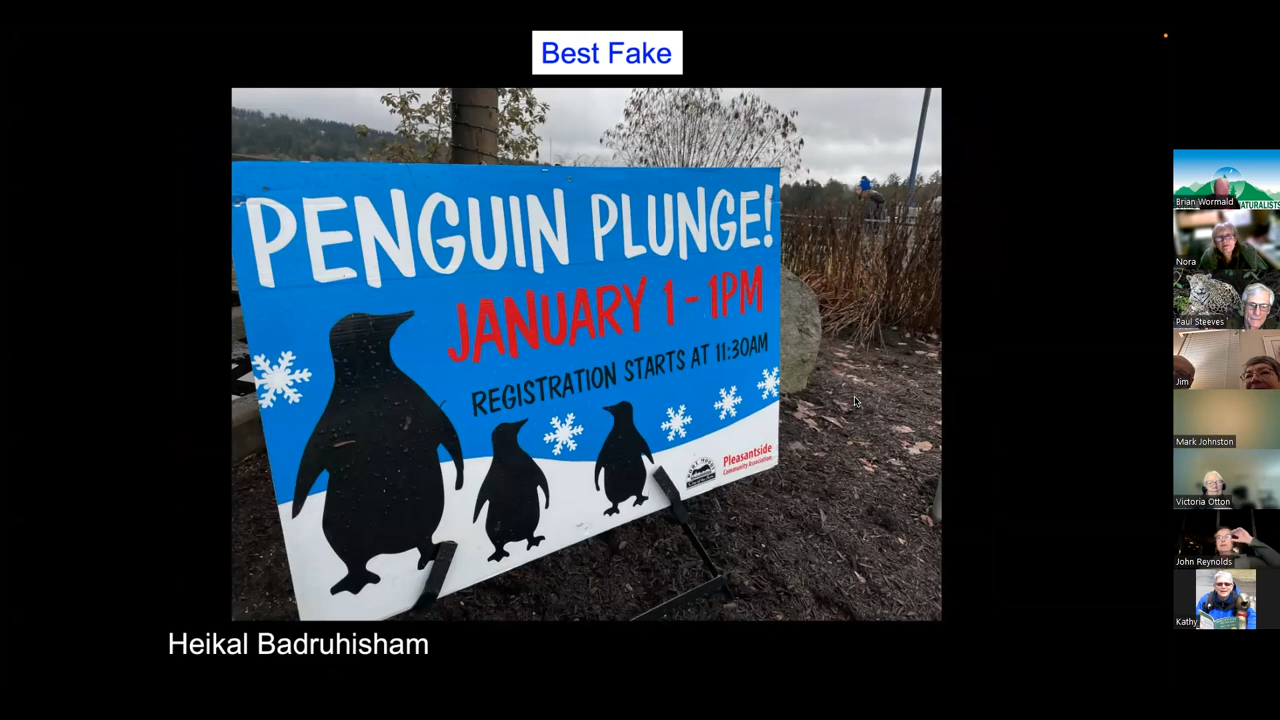 Best Fake
PENGUIN PLUNGE!
JANUARY 1 - 1PM
REGISTRATION STARTS AT 11:30AM
Pleasantside
Community Association
Heikal Badruhisham
Brian Wormald
NATURALISTS
Nora
Paul Steeves
Jim
Mark Johnston
Victoria Otton
John Reynolds
Kathy